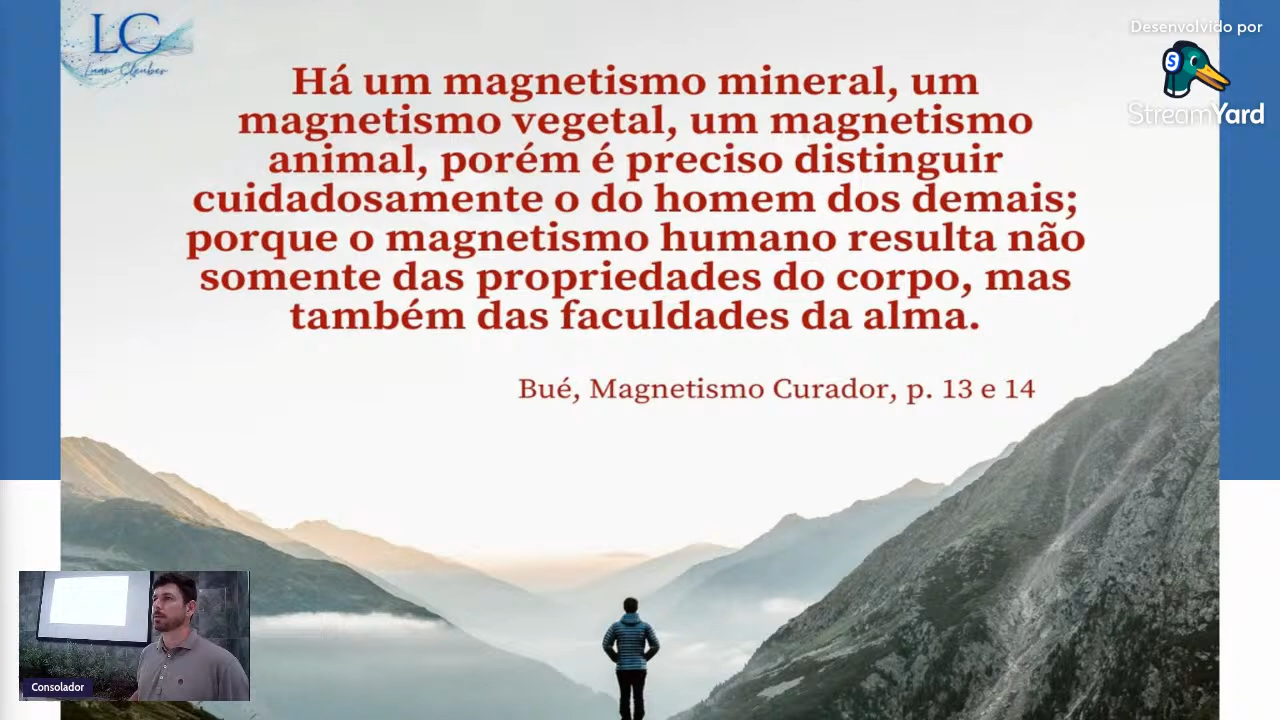 LC
Luan Cleuber
Desenvolvido por
StreamYard
Há um magnetismo mineral, um
magnetismo vegetal, um magnetismo
animal, porém é preciso distinguir
cuidadosamente o do homem dos demais;
porque o magnetismo humano resulta não
somente das propriedades do corpo, mas
também das faculdades da alma.
Bué, Magnetismo Curador, p. 13 e 14
Consolador